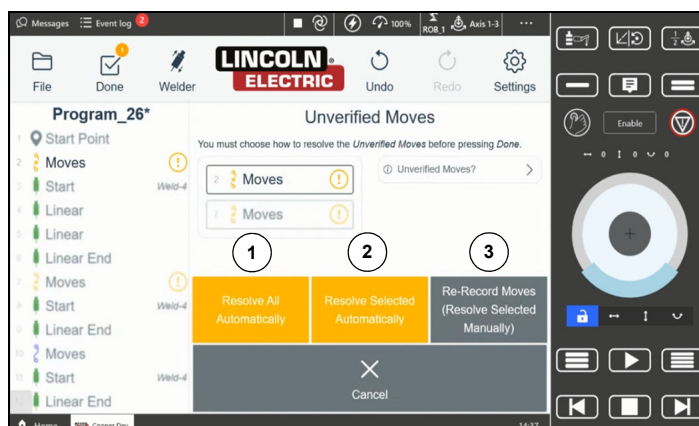 Messages Event log 2 100% Σ ROB_1 Axis 1-3 ...
LINCOLN
ELECTRIC
File Done 1 Welder Undo Redo Settings
Program_26*
1 Start Point
2 Moves
3 Start Weld-4
4 Linear
5 Linear
6 Linear End
7 Moves
8 Start Weld-4
9 Linear End
10 Moves
11 Start Weld-4
Linear End
Unverified Moves
You must choose how to resolve the Unverified Moves before pressing Done.
2 Moves
7 Moves
Unverified Moves?
1 2 3
Resolve All
Automatically
Resolve Selected
Automatically
Re-Record Moves
(Resolve Selected
Manually)
Cancel
Home 14:37
Enable
0 0 0